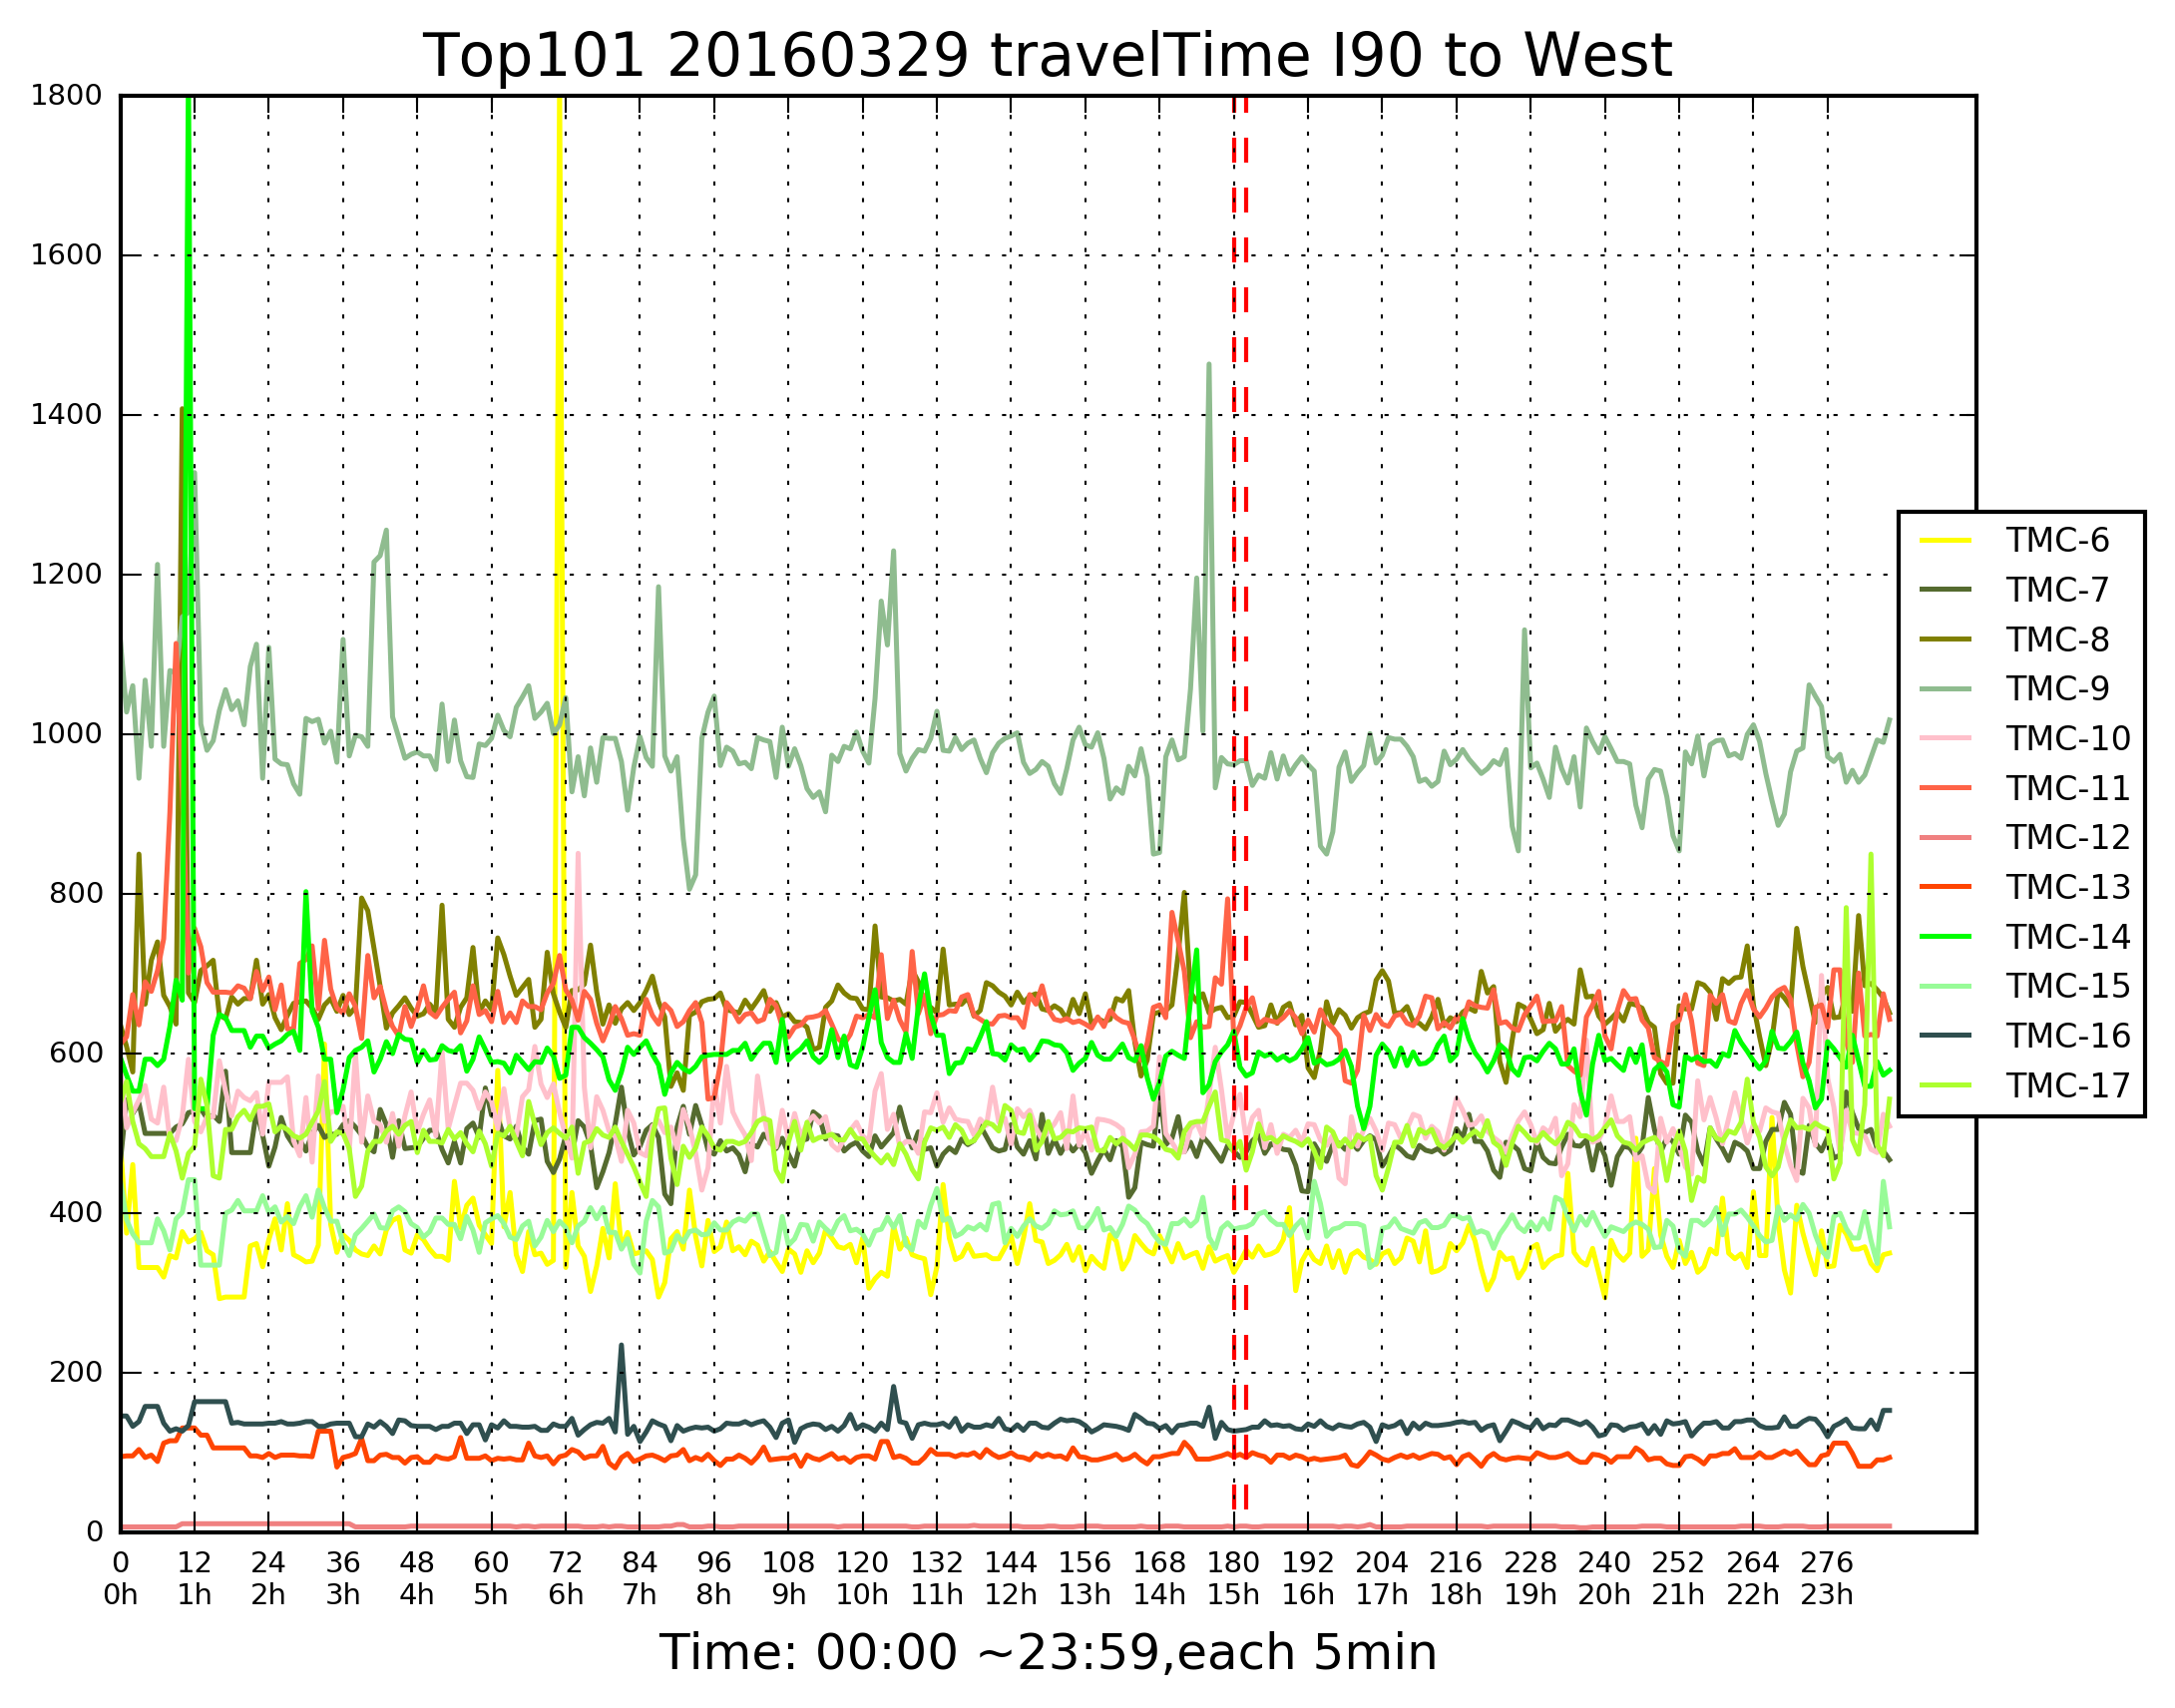 Top101 20160329 travelTime I90 to West
1800
1600
1400
1200
1000
800
600
400
200
0
0 12 24 36 48 60 72 84 96 108 120 132 144 156 168 180 192 204 216 228 240 252 264 276
0h 1h 2h 3h 4h 5h 6h 7h 8h 9h 10h 11h 12h 13h 14h 15h 16h 17h 18h 19h 20h 21h 22h 23h
Time: 00:00 ~23:59,each 5min
TMC-6
TMC-7
TMC-8
TMC-9
TMC-10
TMC-11
TMC-12
TMC-13
TMC-14
TMC-15
TMC-16
TMC-17